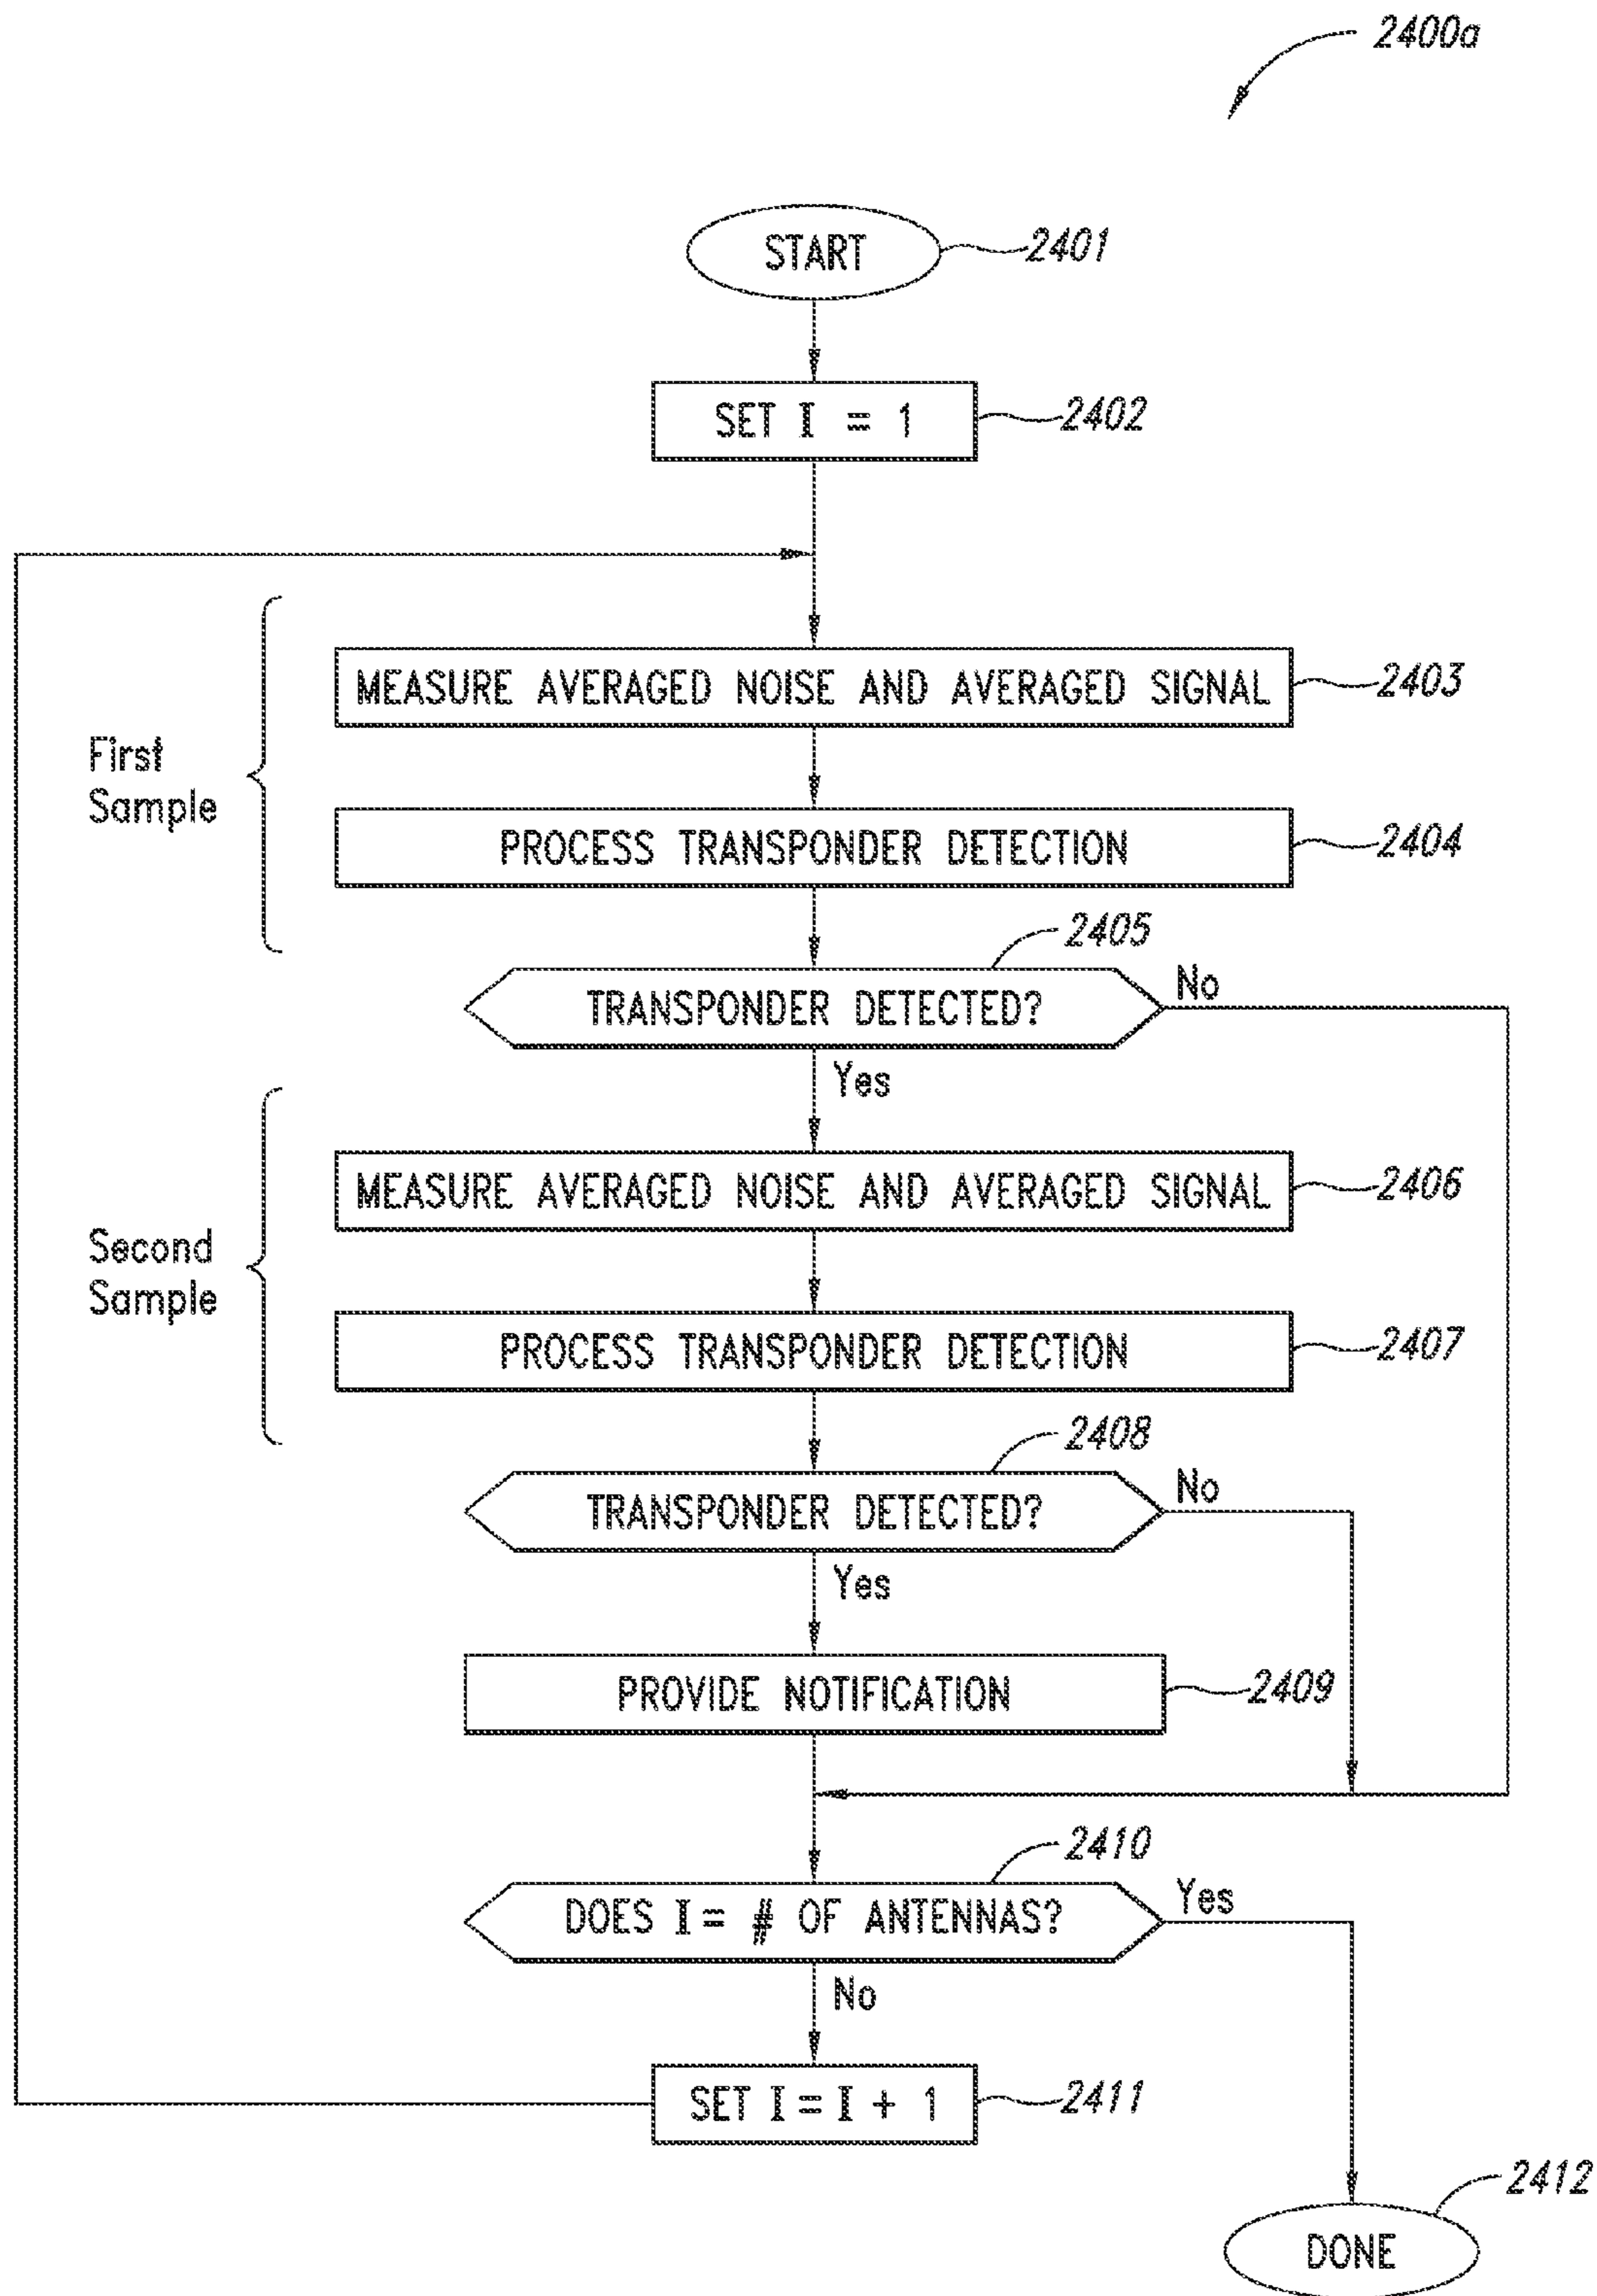 2400a
START
2401
SET I = 1
2402
MEASURE AVERAGED NOISE AND AVERAGED SIGNAL
2403
First
Sample
PROCESS TRANSPONDER DETECTION
2404
2405
TRANSPONDER DETECTED?
No
Yes
MEASURE AVERAGED NOISE AND AVERAGED SIGNAL
2406
Second
Sample
PROCESS TRANSPONDER DETECTION
2407
2408
TRANSPONDER DETECTED?
No
Yes
PROVIDE NOTIFICATION
2409
2410
DOES I = # OF ANTENNAS?
Yes
No
SET I = I + 1
2411
2412
DONE